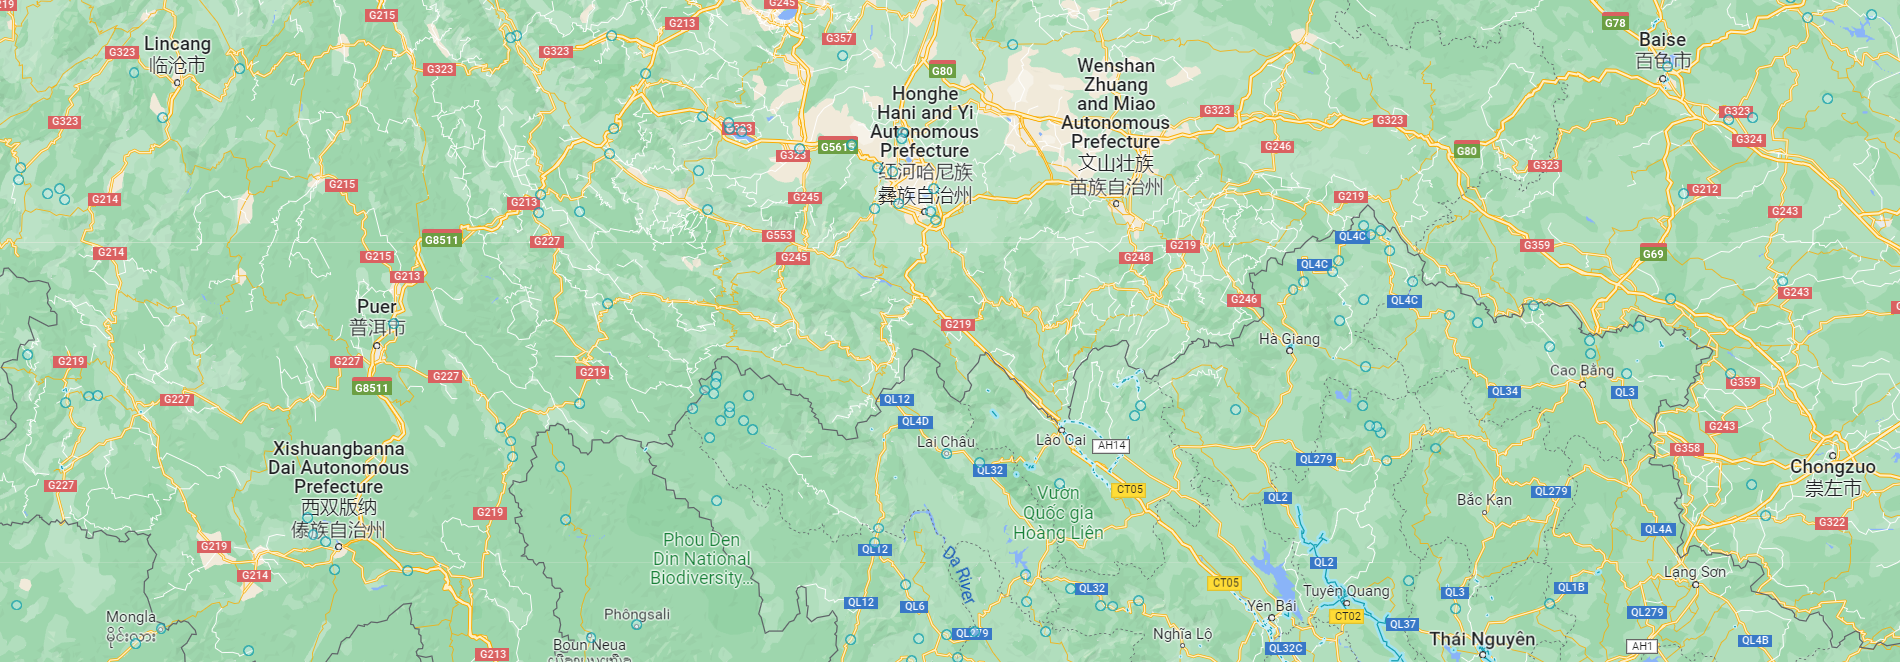 219
G215
G245
G213
G323
G357
G78
Lincang
临沧市
G323
G323
G80
Baise
百色市
Wenshan
Zhuang
and Miao
Autonomous
Prefecture
文山壮族
苗族自治州
Honghe
Hani and Yi
Autonomous
Prefecture
红河哈尼族
彝族自治州
G323
G323
G323
G323
G323
G324
G5615
G323
G246
G80
G323
G215
G214
G213
G245
G219
G212
G243
G8511
G227
G553
G245
QL4C
G219
G248
G359
G69
G214
G215
G213
QL4C
QL4C
G246
G243
Puer
普洱市
G219
Hà Giang
G219
G227
G227
G8511
G219
G227
Cao Bằng
G359
QL34
QL3
QL12
QL4D
G243
Lai Châu
Lào Cai
AH14
G358
Xishuangbanna
Dai Autonomous
Prefecture
西双版纳
傣族自治州
QL32
QL279
Chongzuo
崇左市
G227
G219
CT05
Vườn
Quốc gia
Hoàng Liên
QL2
Bắc Kạn
QL279
QL4A
G322
G219
G214
Phou Den
Din National
Biodiversity...
QL12
Da River
QL2
Lạng Sơn
CT05
QL32
Tuyên Quang
QL3
QL1B
QL12
QL6
Yên Bái
CT02
QL279
Mongla
မိုင်းလား
Phôngsali
QL279
QL37
Nghĩa Lộ
Thái Nguyên
Boun Neua
G213
QL32C
AH1
QL4B